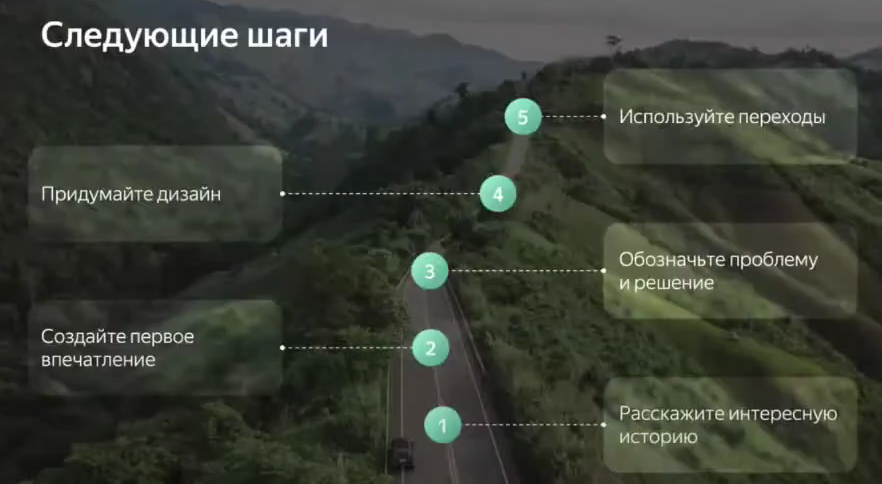 Следующие шаги
5
Используйте переходы
Придумайте дизайн
4
3
Обозначьте проблему
и решение
Создайте первое
впечатление
2
1
Расскажите интересную
историю